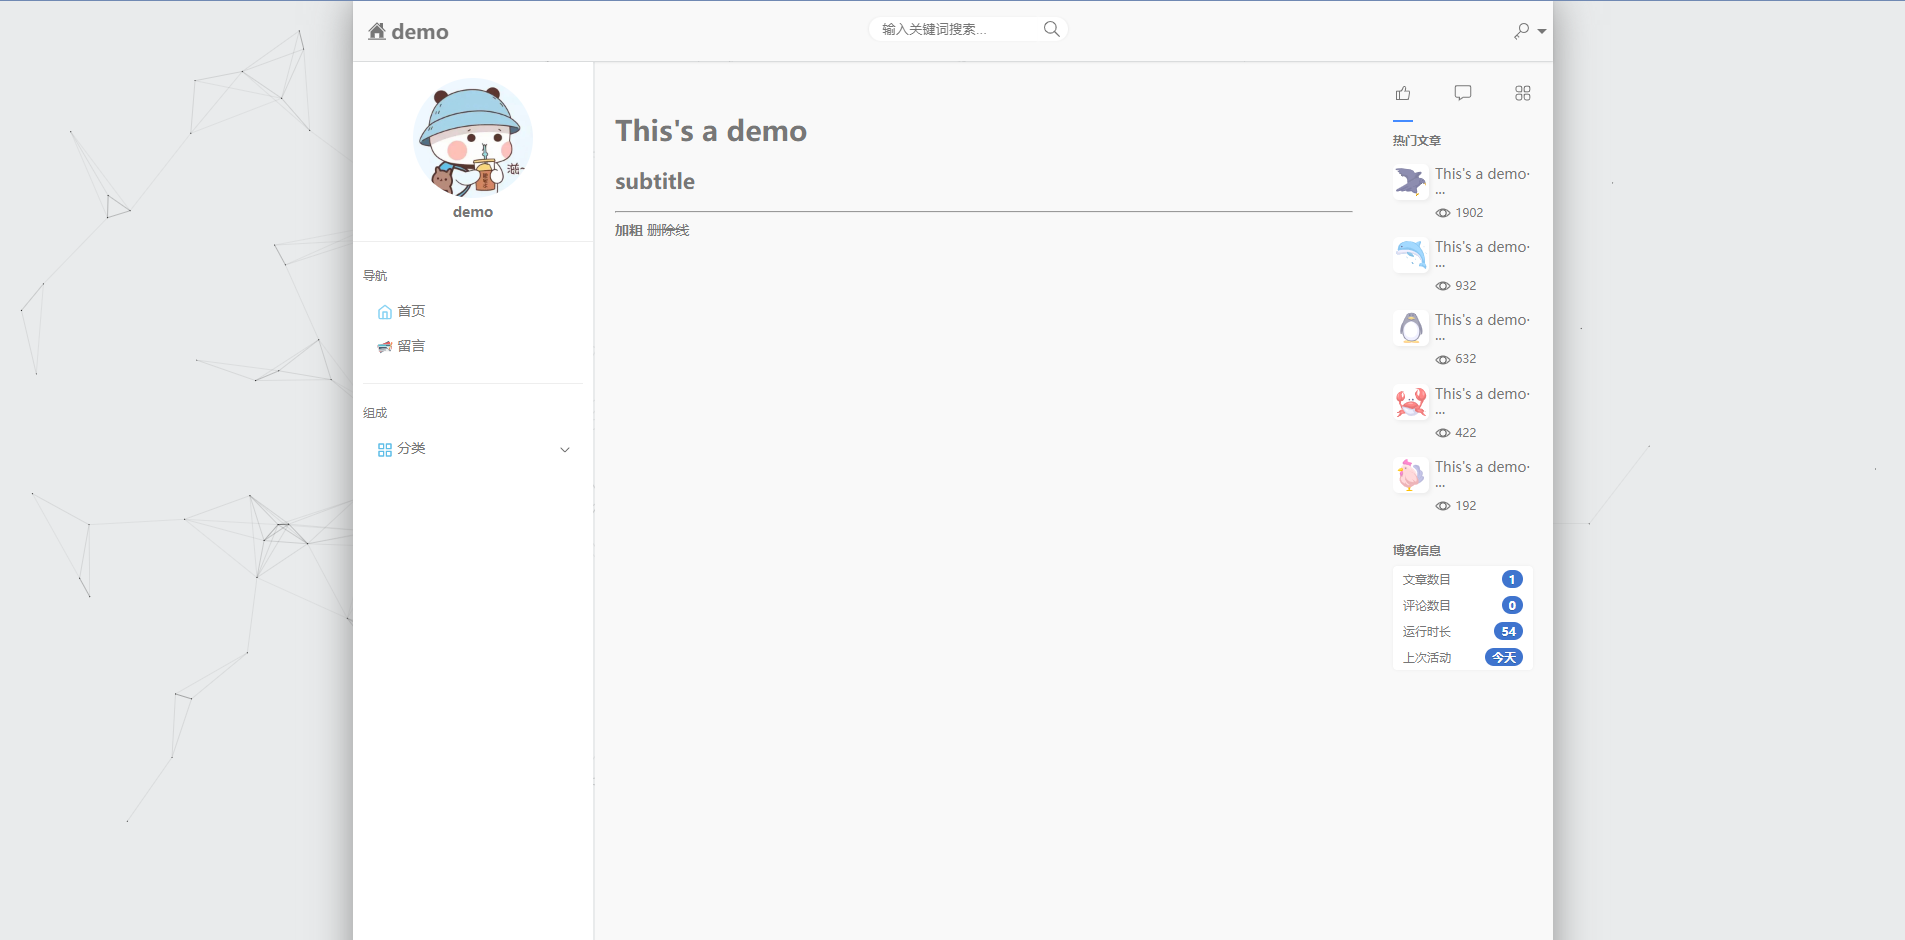 demo
输入关键词搜索...
滋~
demo
导航
首页
留言
组成
分类
This's a demo
subtitle
加粗 删除线
热门文章
This's a demo·
...
1902
This's a demo·
...
932
This's a demo·
...
632
This's a demo·
...
422
This's a demo·
...
192
博客信息
文章数目 1
评论数目 0
运行时长 54
上次活动 今天